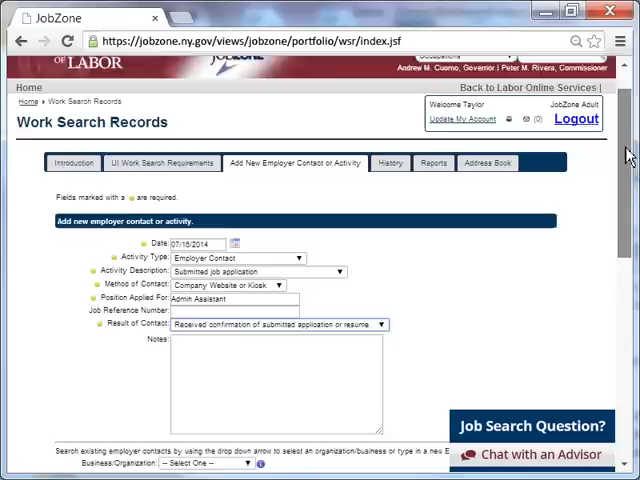 JobZone
https://jobzone.ny.gov/views/jobzone/portfolio/wsr/index.jsf
OF LABOR
Andrew M. Cuomo, Governor | Peter M. Rivera, Commissioner
Home
Back to Labor Online Services |
Home > Work Search Records
Welcome Taylor
JobZone Adult
Work Search Records
Update My Account
(0)
Logout
Introduction
UI Work Search Requirements
Add New Employer Contact or Activity
History
Reports
Address Book
Fields marked with a are required.
Add new employer contact or activity.
Date: 07/15/2014
Activity Type: Employer Contact
Activity Description: Submitted job application
Method of Contact: Company Website or Kiosk
Position Applied For: Admin Assistant
Job Reference Number:
Result of Contact: Received confirmation of submitted application or resume
Notes:
Job Search Question?
Chat with an Advisor
Search existing employer contacts by using the drop down arrow to select an organization/business or type in a new E
Business/Organization: -- Select One --